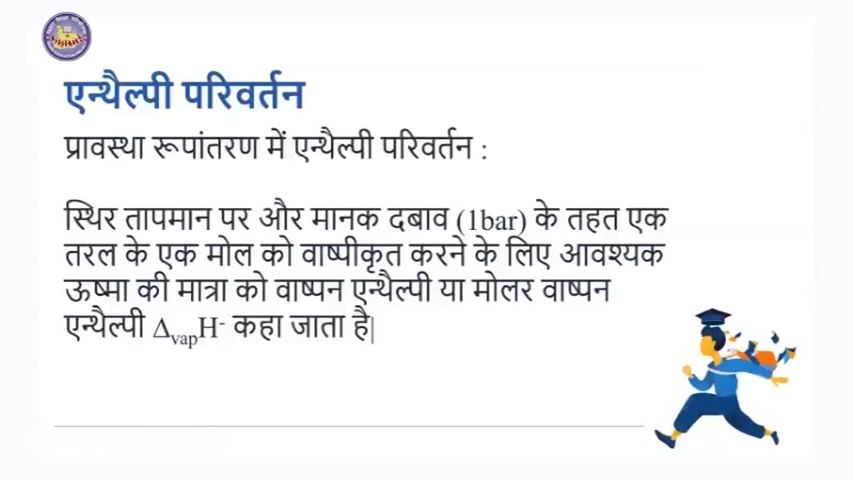 एन्थैल्पी परिवर्तन
प्रावस्था रूपांतरण में एन्थैल्पी परिवर्तन :
स्थिर तापमान पर और मानक दबाव (1bar) के तहत एक
तरल के एक मोल को वाष्पीकृत करने के लिए आवश्यक
ऊष्मा की मात्रा को वाष्पन एन्थैल्पी या मोलर वाष्पन
एन्थैल्पी ΔvapH- कहा जाता है|